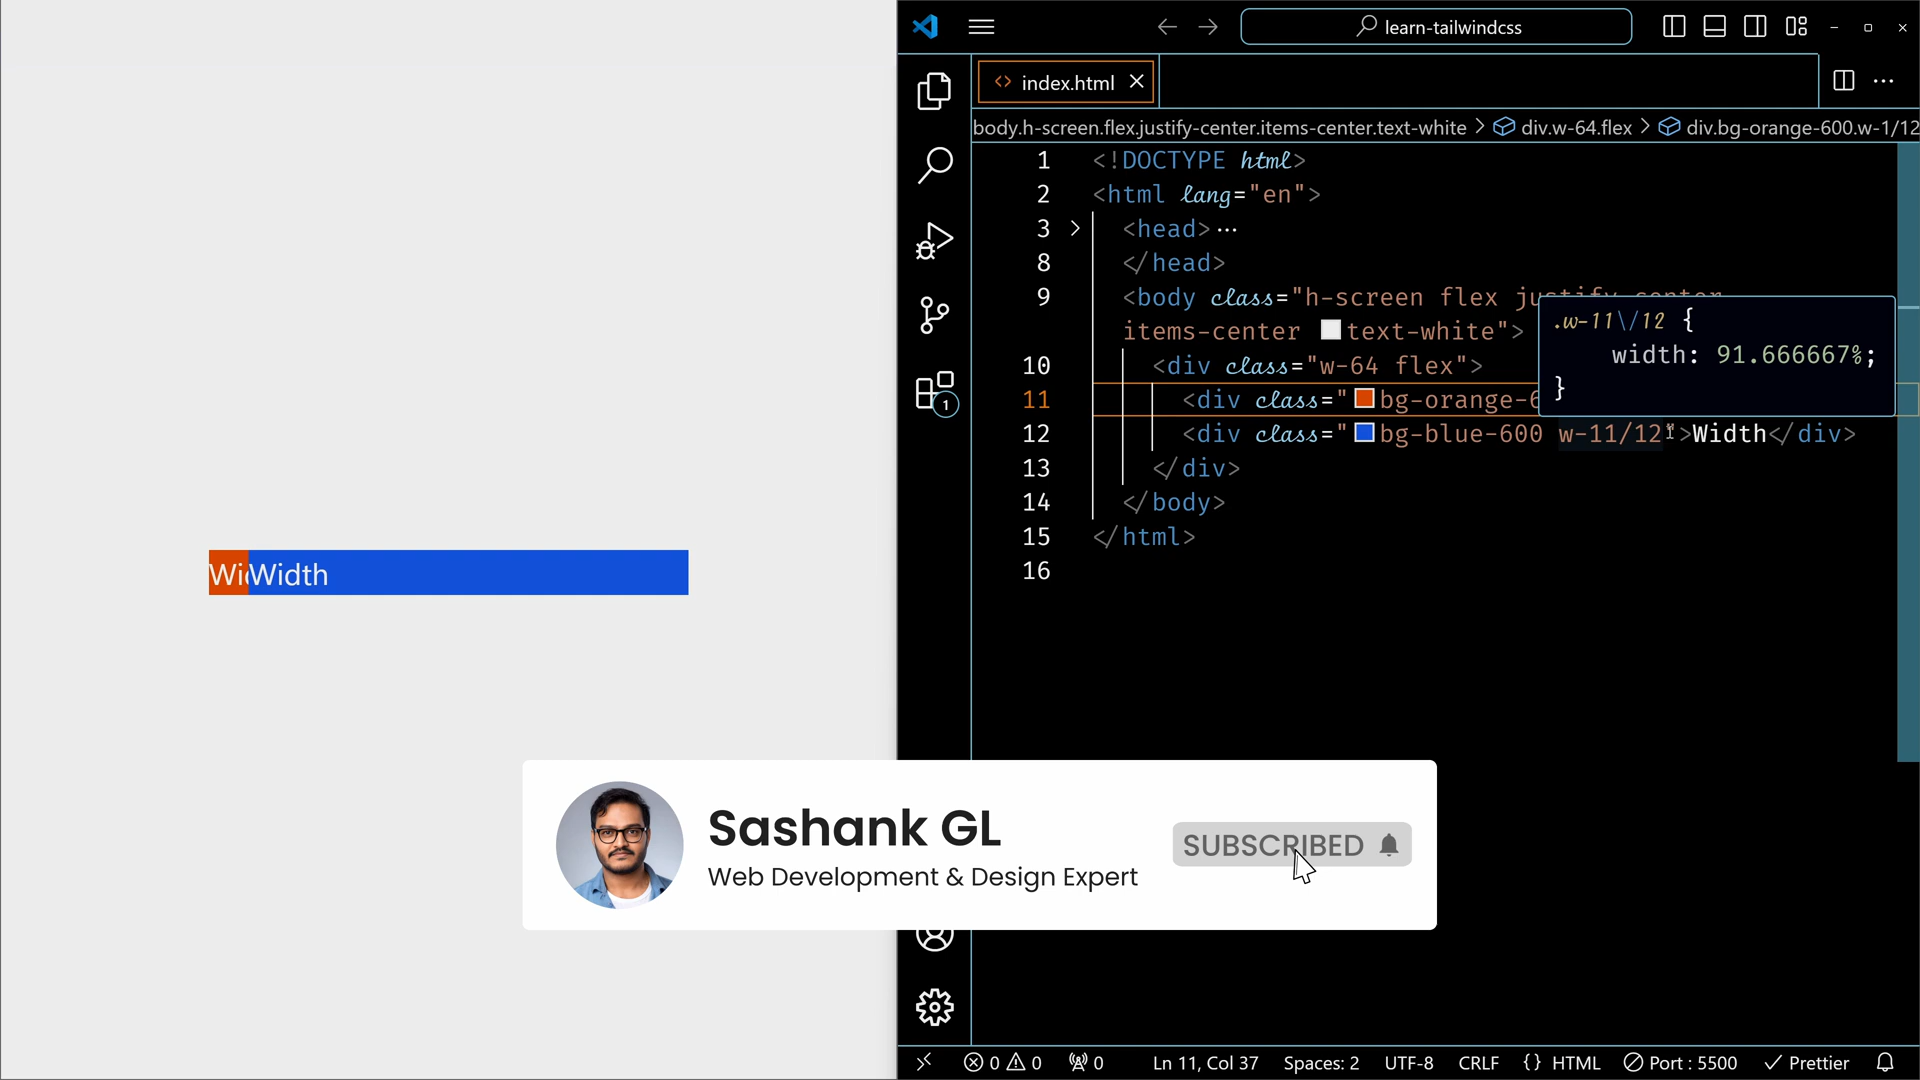 learn-tailwindcss
index.html
body.h-screen.flex.justify-center.items-center.text-white > div.w-64.flex > div.bg-orange-600.w-1/12
1 <!DOCTYPE html>
2 <html lang="en">
3 <head>…
8 </head>
9 <body class="h-screen flex justify-center
items-center text-white">
10 <div class="w-64 flex">
11 <div class="bg-orange-6
12 <div class="bg-blue-600 w-11/12">Width</div>
13 </div>
14 </body>
15 </html>
16
.w-11\/12 {
width: 91.666667%;
}
1
Wi
Width
Sashank GL
Web Development & Design Expert
SUBSCRIBED
0 0 0 Ln 11, Col 37 Spaces: 2 UTF-8 CRLF {} HTML Port : 5500 Prettier